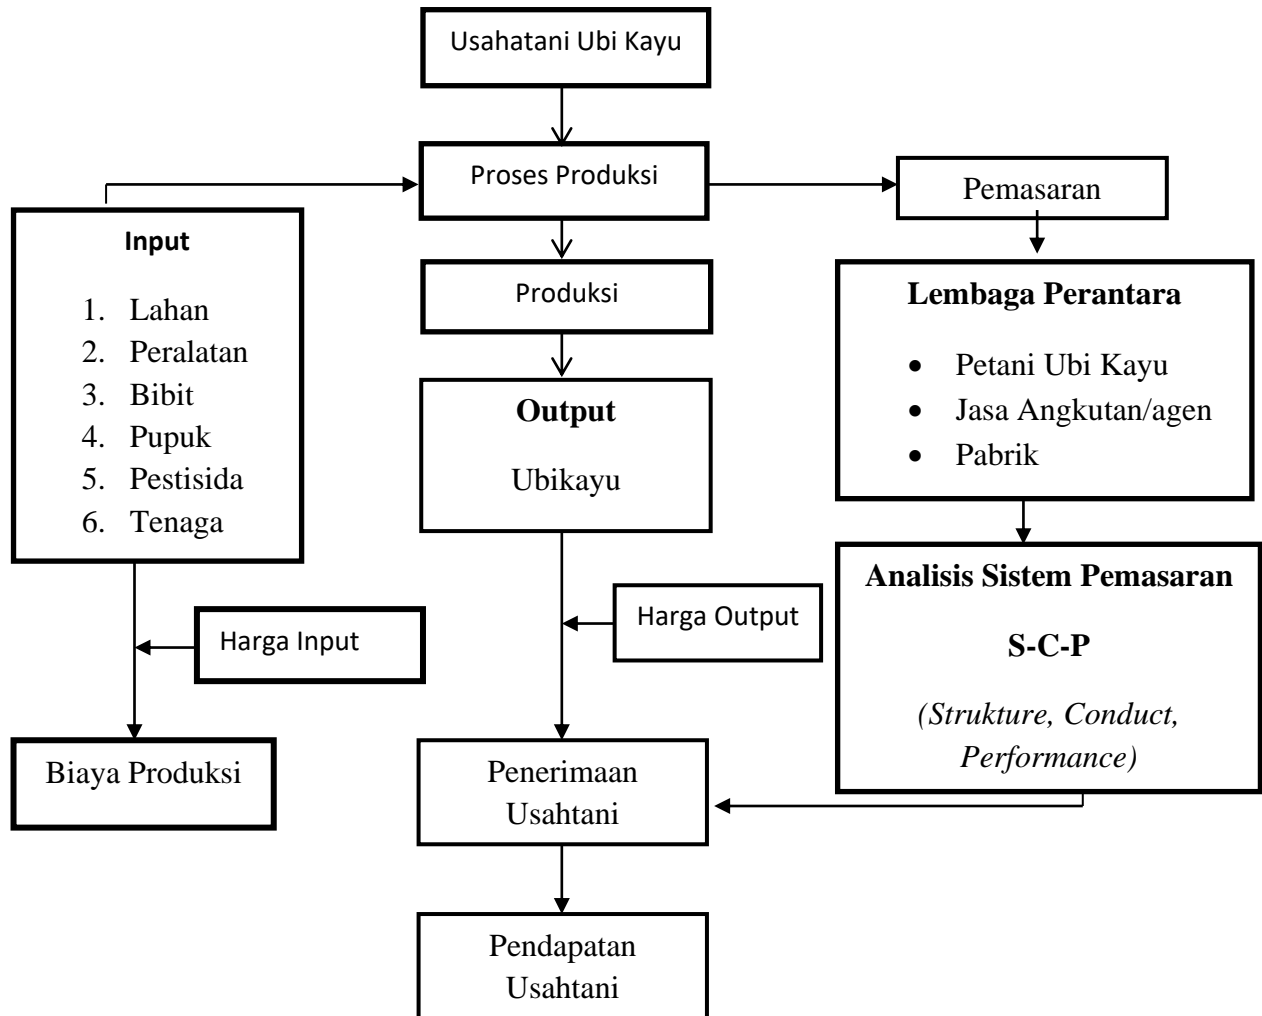 Usahatani Ubi Kayu
Proses Produksi
Pemasaran
Input
1. Lahan
2. Peralatan
3. Bibit
4. Pupuk
5. Pestisida
6. Tenaga
Produksi
Lembaga Perantara
• Petani Ubi Kayu
• Jasa Angkutan/agen
• Pabrik
Output
Ubikayu
Harga Input
Harga Output
Analisis Sistem Pemasaran
S-C-P
(Strukture, Conduct,
Performance)
Biaya Produksi
Penerimaan
Usahtani
Pendapatan
Usahtani